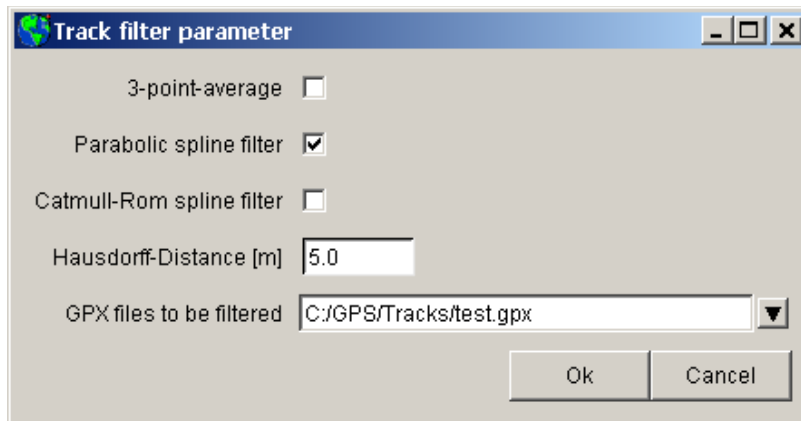 Track filter parameter
3-point-average
Parabolic spline filter
Catmull-Rom spline filter
Hausdorff-Distance [m] 5.0
GPX files to be filtered C:/GPS/Tracks/test.gpx
Ok Cancel